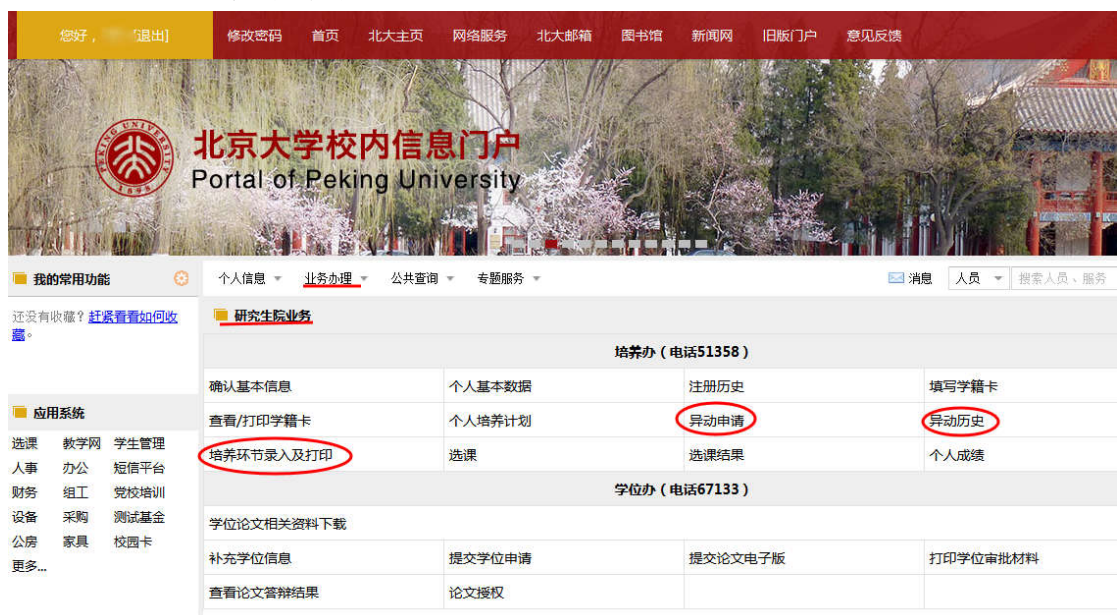 您好， [退出] 修改密码 首页 北大主页 网络服务 北大邮箱 图书馆 新闻网 旧版门户 意见反馈
PEKING UNIVERSITY
1898
北京大学校内信息门户
Portal of Peking University
我的常用功能
还没有收藏？赶紧看看如何收
藏。
应用系统
选课 教学网 学生管理
人事 办公 短信平台
财务 组工 党校培训
设备 采购 测试基金
公房 家具 校园卡
更多...
个人信息 业务办理 公共查询 专题服务 消息 人员 搜索人员、服务
研究生院业务
培养办（电话51358）
确认基本信息 个人基本数据 注册历史 填写学籍卡
查看/打印学籍卡 个人培养计划 异动申请 异动历史
培养环节录入及打印 选课 选课结果 个人成绩
学位办（电话67133）
学位论文相关资料下载
补充学位信息 提交学位申请 提交论文电子版 打印学位审批材料
查看论文答辩结果 论文授权